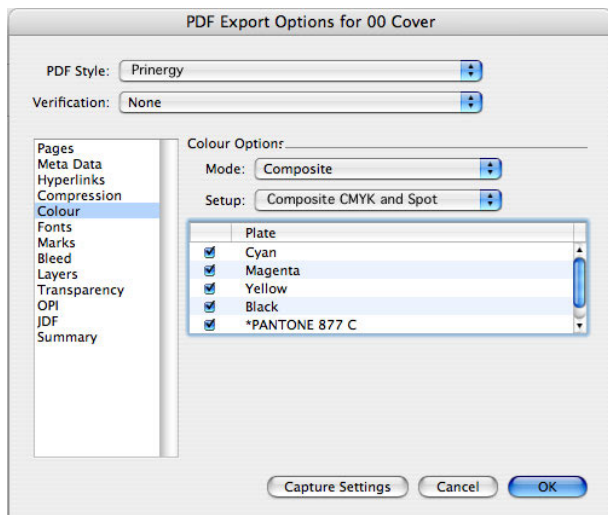 PDF Export Options for 00 Cover
PDF Style: Prinergy
Verification: None
Pages
Meta Data
Hyperlinks
Compression
Colour
Fonts
Marks
Bleed
Layers
Transparency
OPI
JDF
Summary
Colour Options
Mode: Composite
Setup: Composite CMYK and Spot
Plate
Cyan
Magenta
Yellow
Black
*PANTONE 877 C
Capture Settings Cancel OK